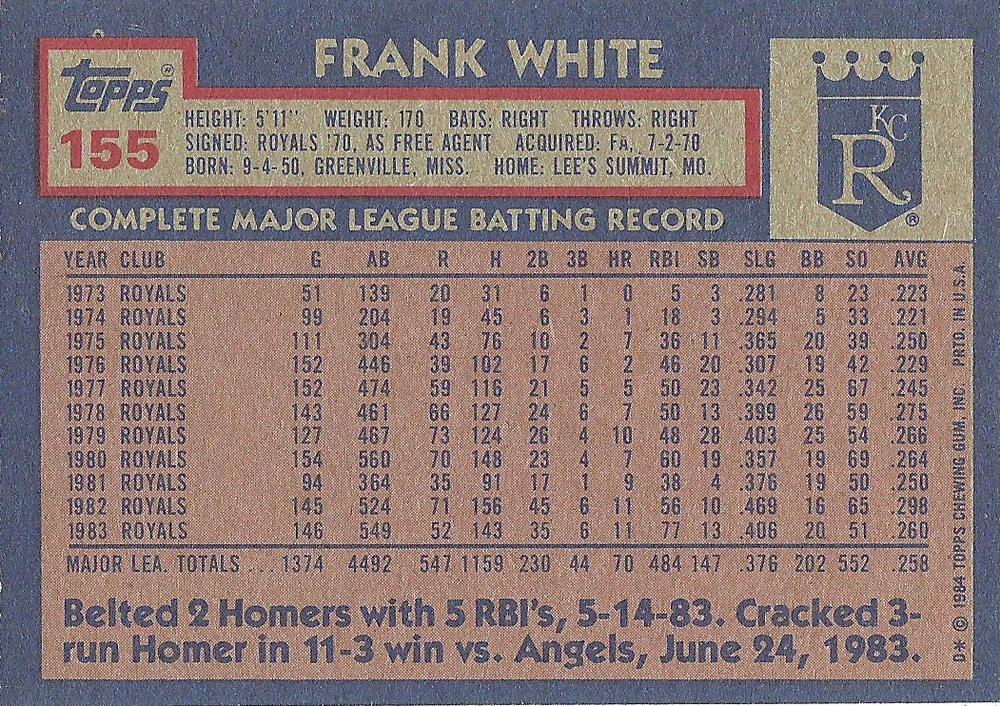 FRANK WHITE
Topps®
155
HEIGHT: 5'11" WEIGHT: 170 BATS: RIGHT THROWS: RIGHT
SIGNED: ROYALS '70, AS FREE AGENT ACQUIRED: FA, 7-2-70
BORN: 9-4-50, GREENVILLE, MISS. HOME: LEE'S SUMMIT, MO.
KC
R
®
COMPLETE MAJOR LEAGUE BATTING RECORD
YEAR CLUB G AB R H 2B 3B HR RBI SB SLG BB SO AVG
1973 ROYALS 51 139 20 31 6 1 0 5 3 .281 8 23 .223
1974 ROYALS 99 204 19 45 6 3 1 18 3 .294 5 33 .221
1975 ROYALS 111 304 43 76 10 2 7 36 11 .365 20 39 .250
1976 ROYALS 152 446 39 102 17 6 2 46 20 .307 19 42 .229
1977 ROYALS 152 474 59 116 21 5 5 50 23 .342 25 67 .245
1978 ROYALS 143 461 66 127 24 6 7 50 13 .399 26 59 .275
1979 ROYALS 127 467 73 124 26 4 10 48 28 .403 25 54 .266
1980 ROYALS 154 560 70 148 23 4 7 60 19 .357 19 69 .264
1981 ROYALS 94 364 35 91 17 1 9 38 4 .376 19 50 .250
1982 ROYALS 145 524 71 156 45 6 11 56 10 .469 16 65 .298
1983 ROYALS 146 549 52 143 35 6 11 77 13 .406 20 51 .260
MAJOR LEA. TOTALS ... 1374 4492 547 1159 230 44 70 484 147 .376 202 552 .258
Belted 2 Homers with 5 RBI's, 5-14-83. Cracked 3-
run Homer in 11-3 win vs. Angels, June 24, 1983.
D* © 1984 TOPPS CHEWING GUM, INC. PRTD. IN U.S.A.